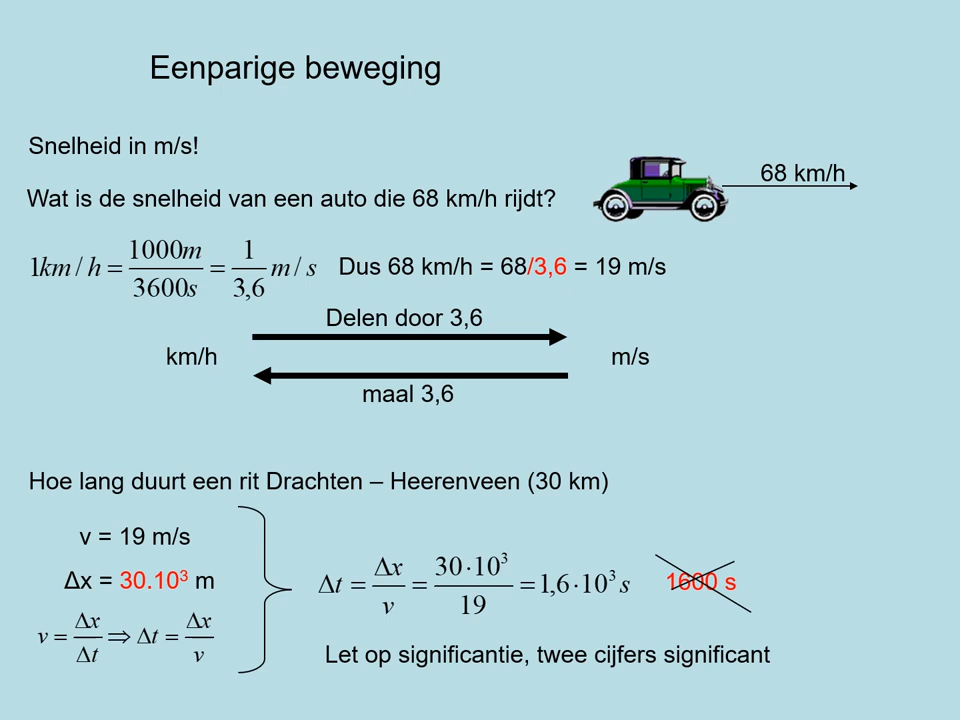 Eenparige beweging
Snelheid in m/s!
68 km/h
Wat is de snelheid van een auto die 68 km/h rijdt?
1km / h = 1000m / 3600s = 1 / 3,6 m / s Dus 68 km/h = 68/3,6 = 19 m/s
Delen door 3,6
km/h m/s
maal 3,6
Hoe lang duurt een rit Drachten – Heerenveen (30 km)
v = 19 m/s
Δx = 30.10³ m
v = Δx / Δt ⇒ Δt = Δx / v
Δt = Δx / v = 30·10³ / 19 = 1,6·10³ s 1600 s
Let op significantie, twee cijfers significant